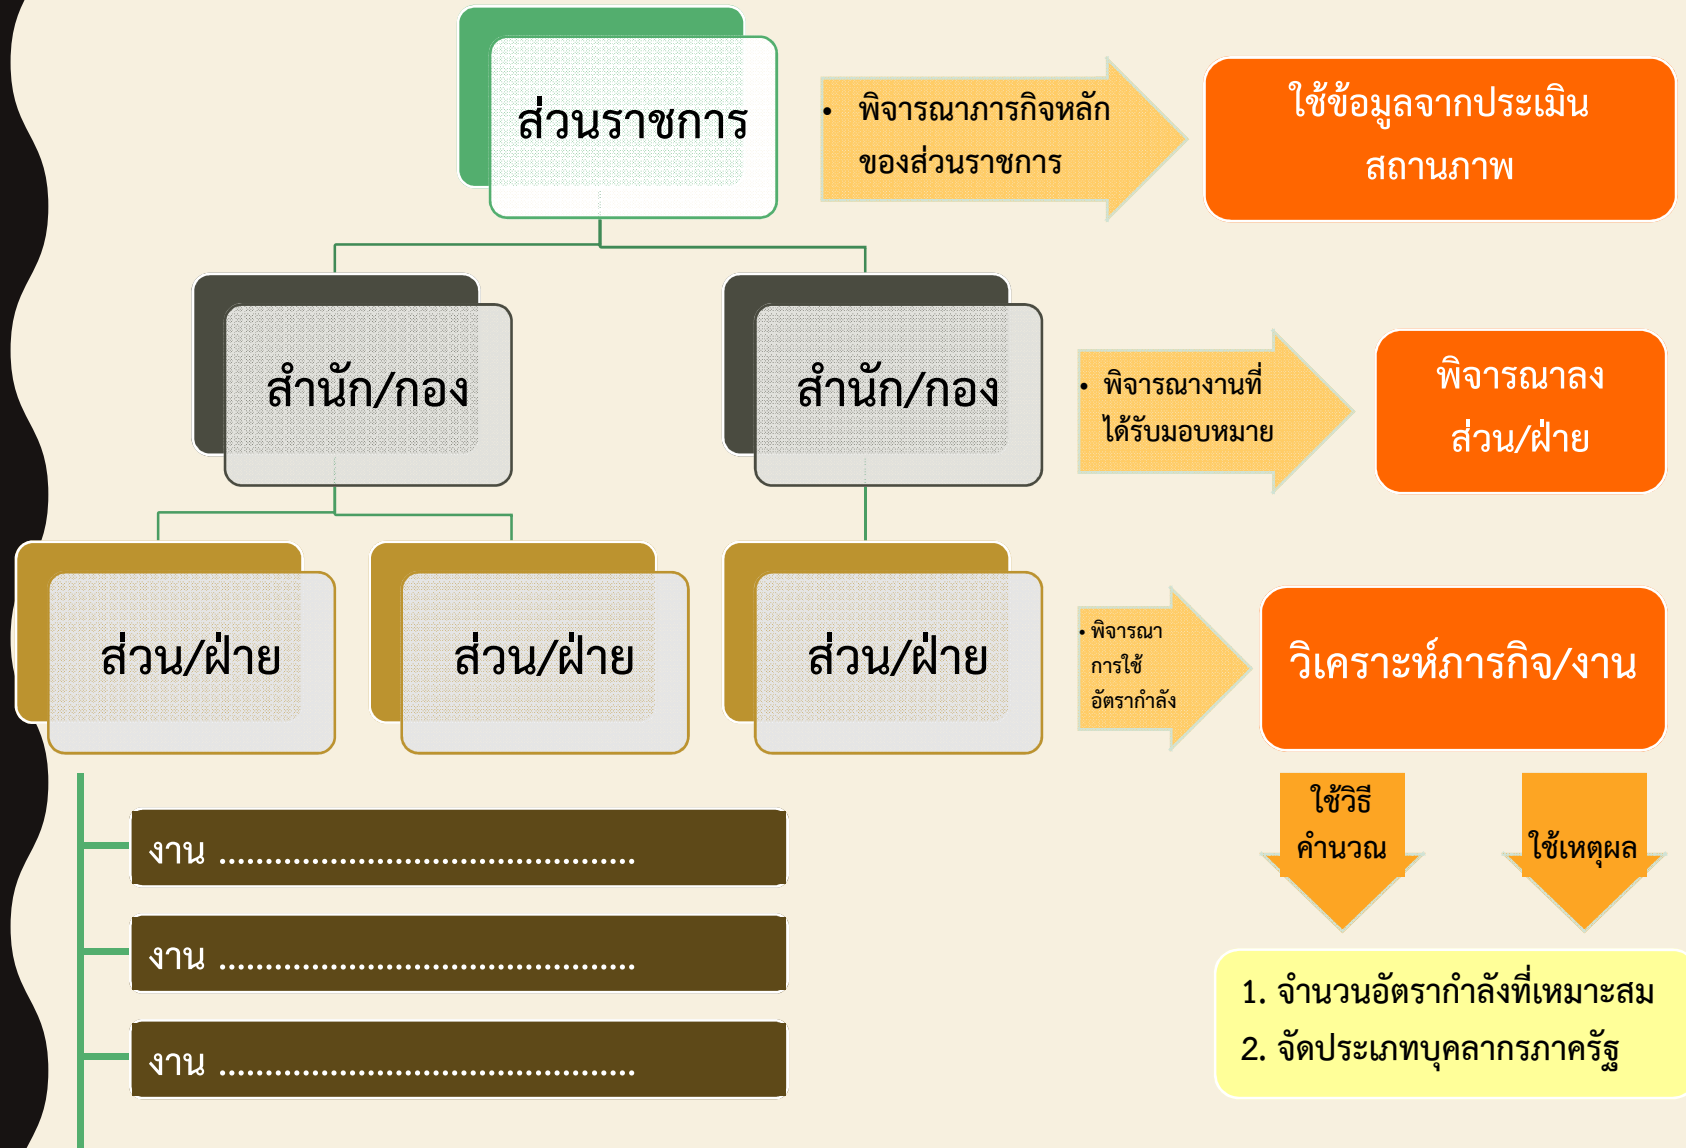 ส่วนราชการ
• พิจารณาภารกิจหลัก
ของส่วนราชการ
ใช้ข้อมูลจากประเมิน
สถานภาพ
สำนัก/กอง
สำนัก/กอง
• พิจารณางานที่
ได้รับมอบหมาย
พิจารณาลง
ส่วน/ฝ่าย
ส่วน/ฝ่าย
ส่วน/ฝ่าย
ส่วน/ฝ่าย
• พิจารณา
การใช้
อัตรากำลัง
วิเคราะห์ภารกิจ/งาน
ใช้วิธี
คำนวณ
ใช้เหตุผล
งาน .............................................
งาน .............................................
งาน .............................................
1. จำนวนอัตรากำลังที่เหมาะสม
2. จัดประเภทบุคลากรภาครัฐ